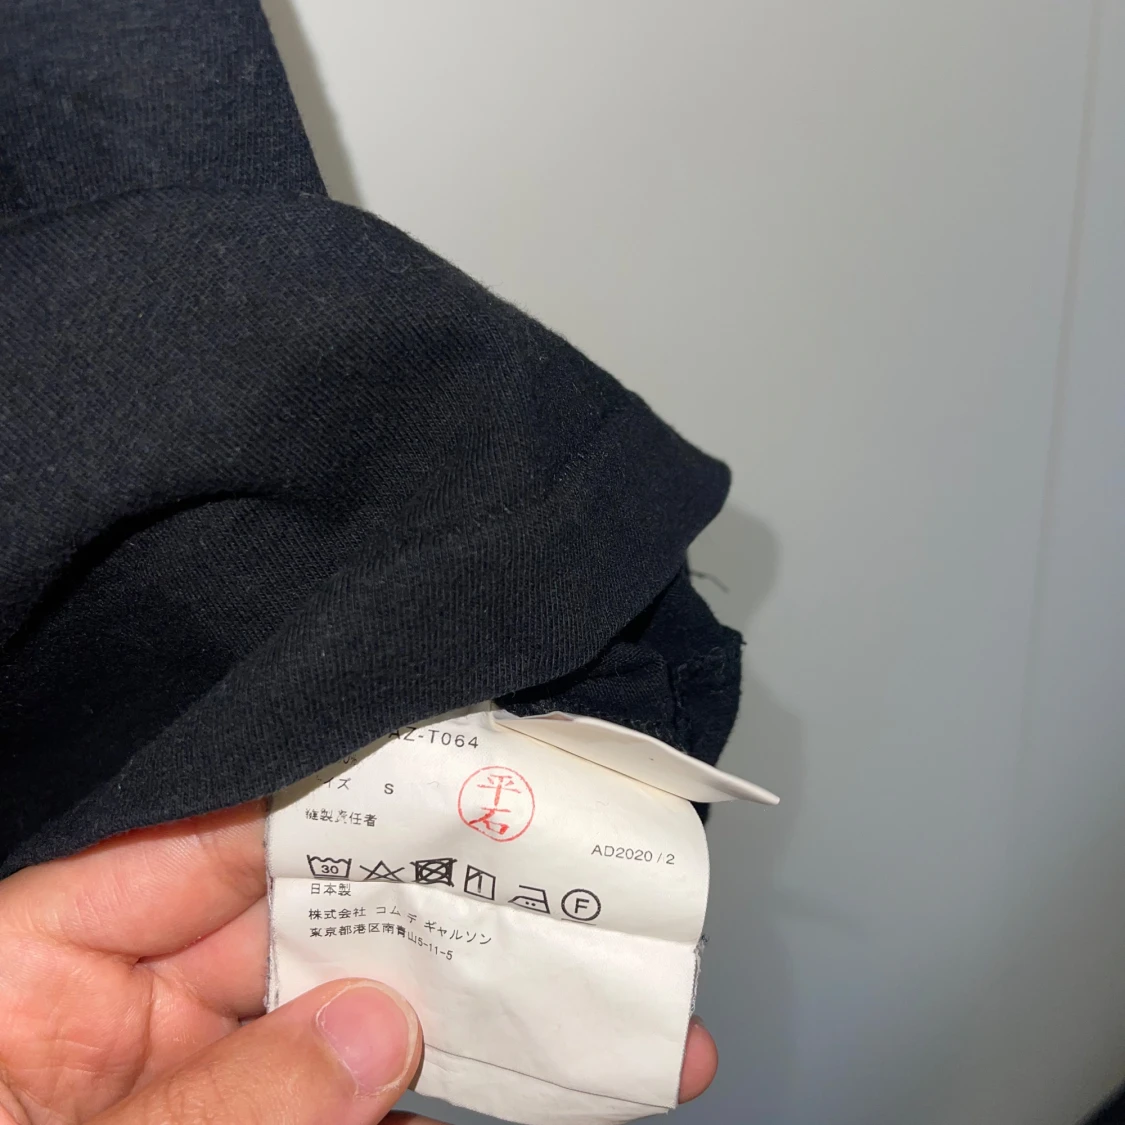 AZ-T064
イズ S
縫製責任者
平石
AD2020 / 2
30
F
日本製
株式会社 コム デ ギャルソン
東京都港区南青山5-11-5